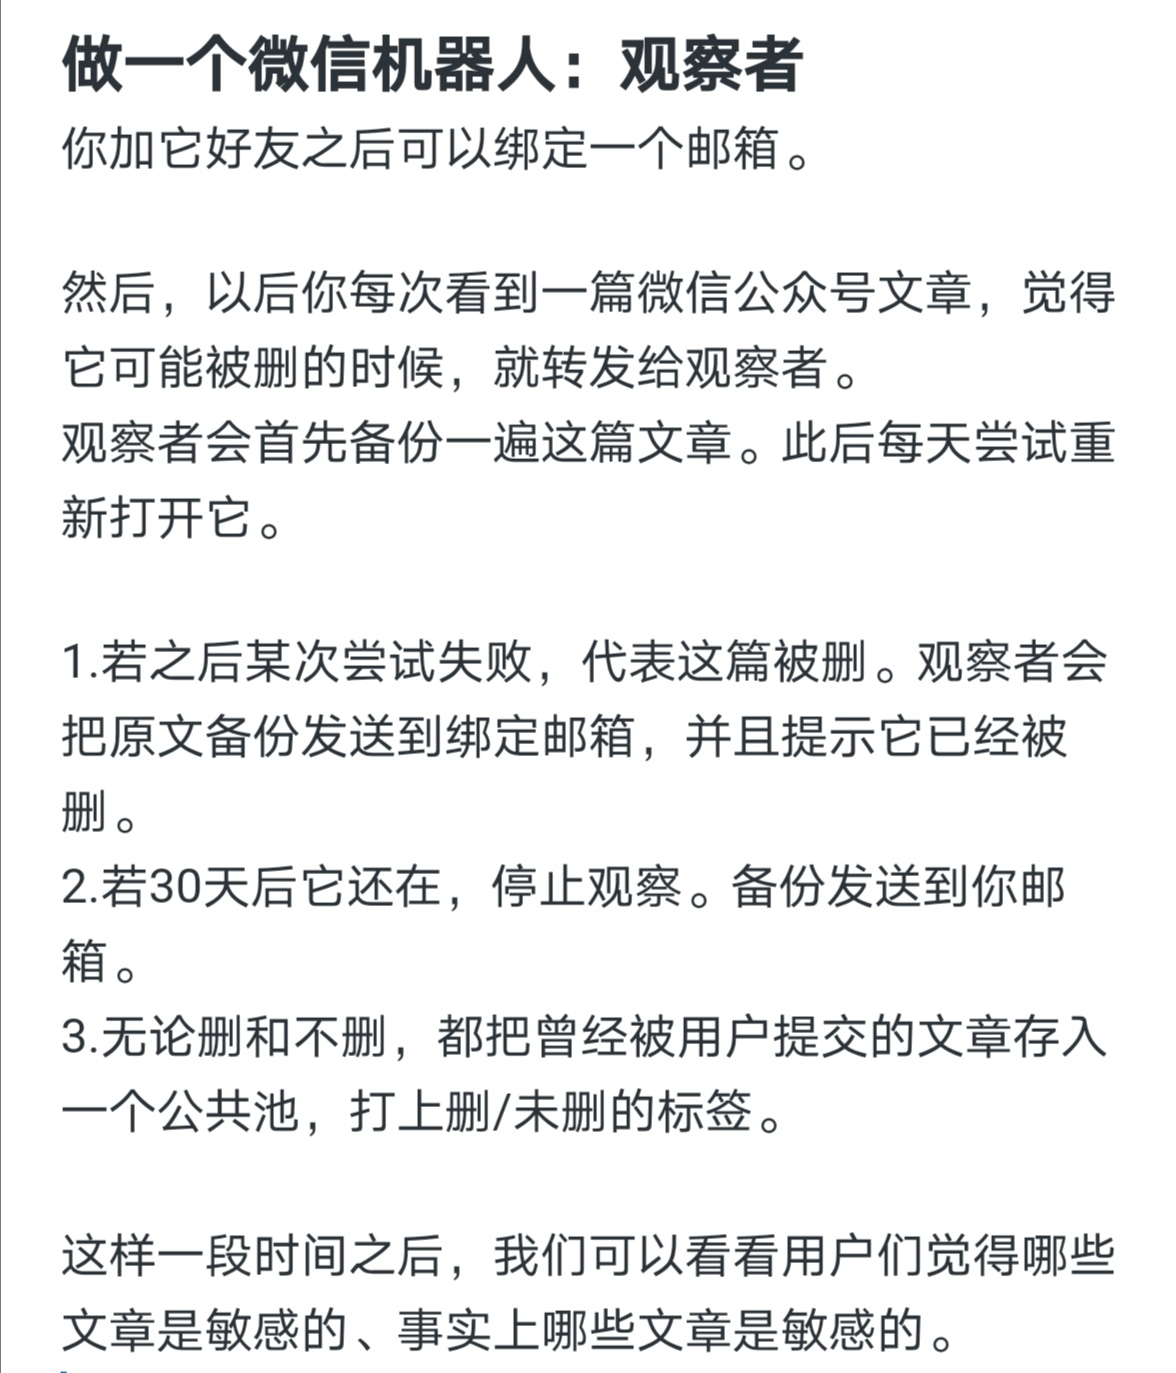 做一个微信机器人：观察者
你加它好友之后可以绑定一个邮箱。
然后，以后你每次看到一篇微信公众号文章，觉得
它可能被删的时候，就转发给观察者。
观察者会首先备份一遍这篇文章。此后每天尝试重
新打开它。
1.若之后某次尝试失败，代表这篇被删。观察者会
把原文备份发送到绑定邮箱，并且提示它已经被
删。
2.若30天后它还在，停止观察。备份发送到你邮
箱。
3.无论删和不删，都把曾经被用户提交的文章存入
一个公共池，打上删/未删的标签。
这样一段时间之后，我们可以看看用户们觉得哪些
文章是敏感的、事实上哪些文章是敏感的。